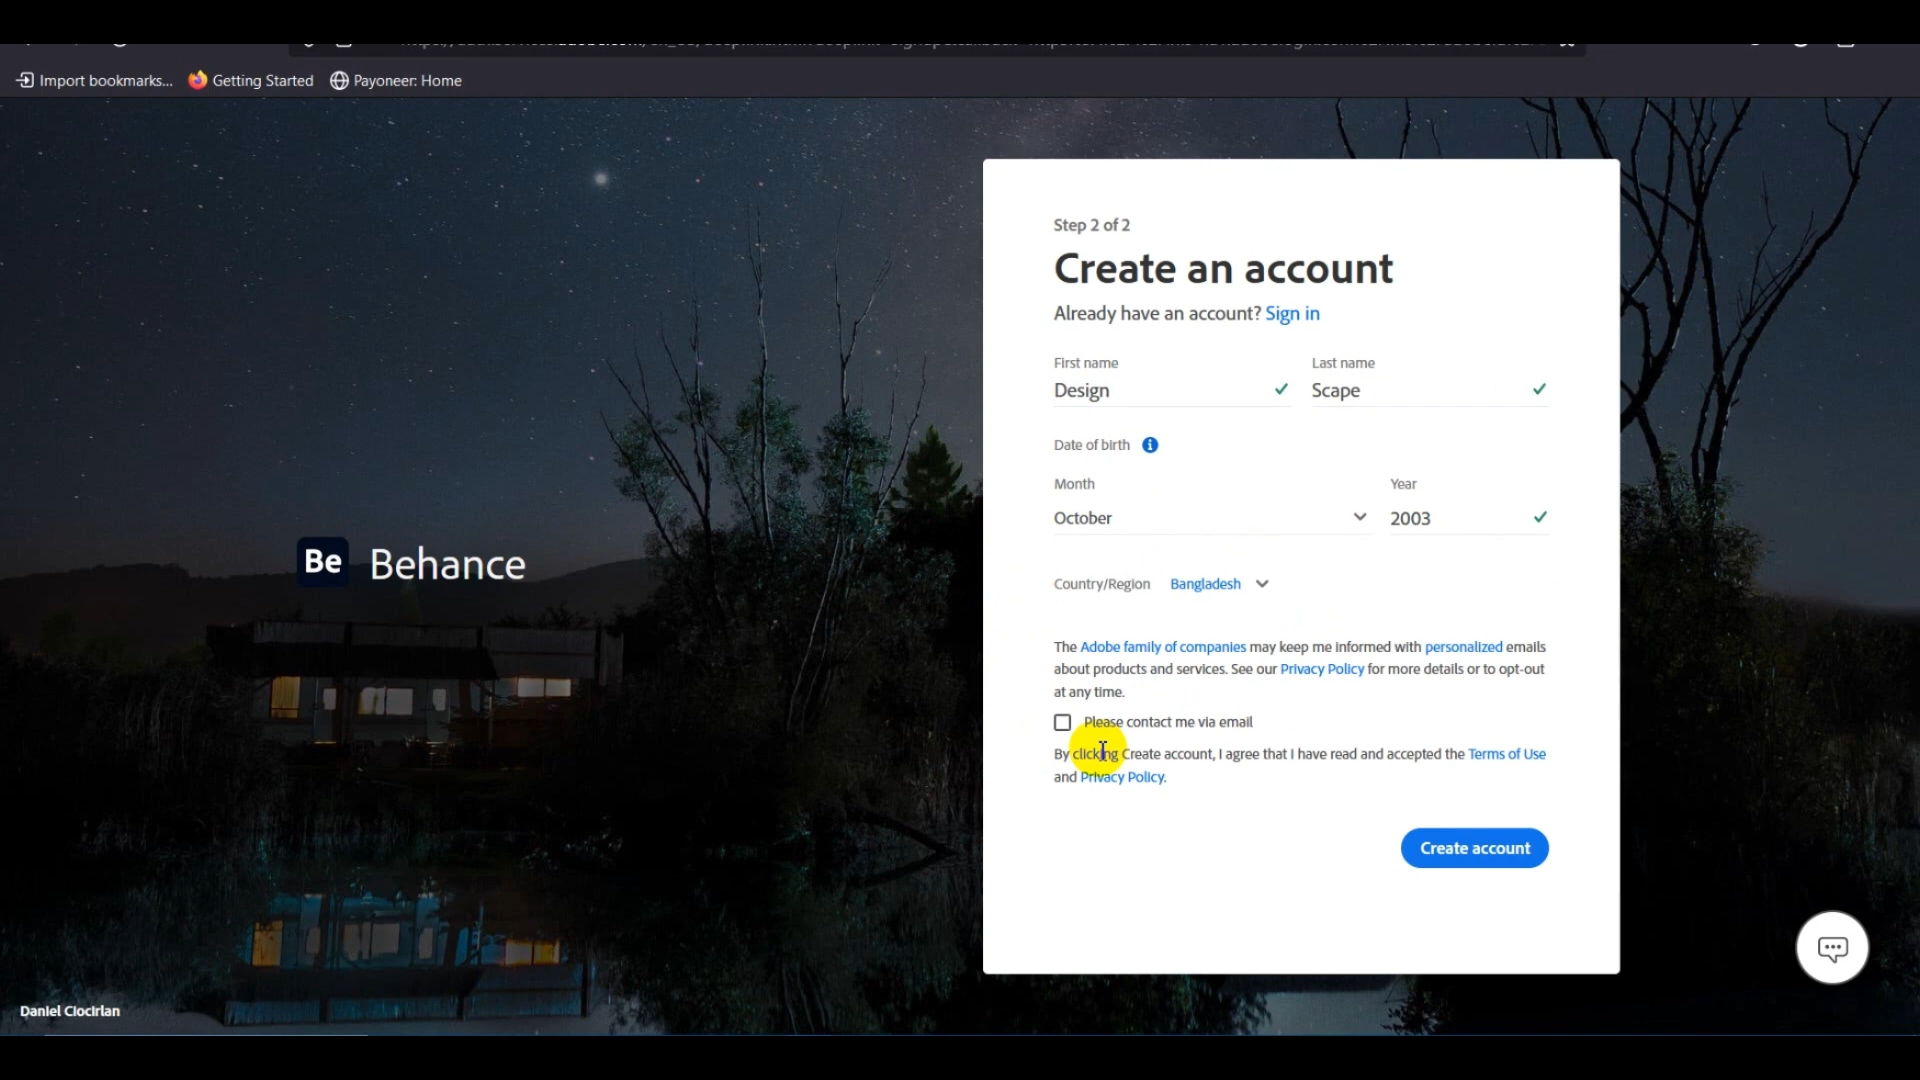 Import bookmarks...
Getting Started
Payoneer: Home
Step 2 of 2
Create an account
Already have an account? Sign in
First name
Last name
Design
Scape
Date of birth
Month
Year
October
2003
Country/Region Bangladesh
The Adobe family of companies may keep me informed with personalized emails
about products and services. See our Privacy Policy for more details or to opt-out
at any time.
Please contact me via email
By clicking Create account, I agree that I have read and accepted the Terms of Use
and Privacy Policy.
Create account
Be Behance
Daniel Ciocirlan